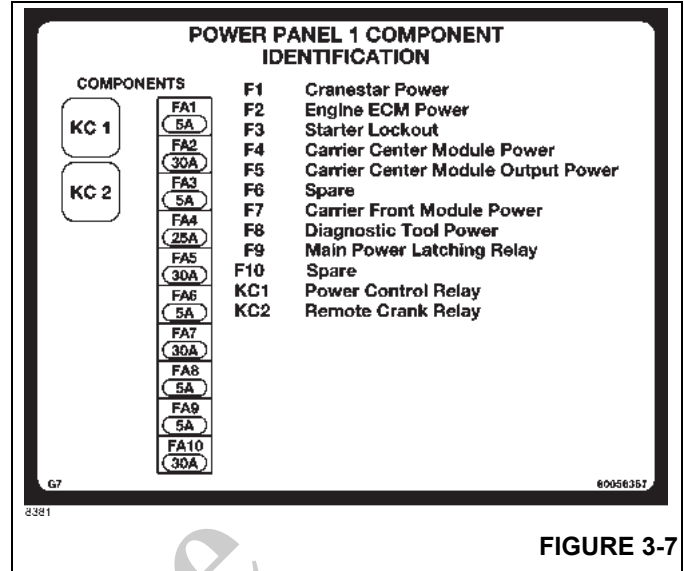 POWER PANEL 1 COMPONENT
IDENTIFICATION
COMPONENTS
KC 1
KC 2
FA1
5A
FA2
30A
FA3
5A
FA4
25A
FA5
30A
FA6
5A
FA7
30A
FA8
5A
FA9
5A
FA10
30A
F1 Cranestar Power
F2 Engine ECM Power
F3 Starter Lockout
F4 Carrier Center Module Power
F5 Carrier Center Module Output Power
F6 Spare
F7 Carrier Front Module Power
F8 Diagnostic Tool Power
F9 Main Power Latching Relay
F10 Spare
KC1 Power Control Relay
KC2 Remote Crank Relay
G7
80056357
8381
e
FIGURE 3-7